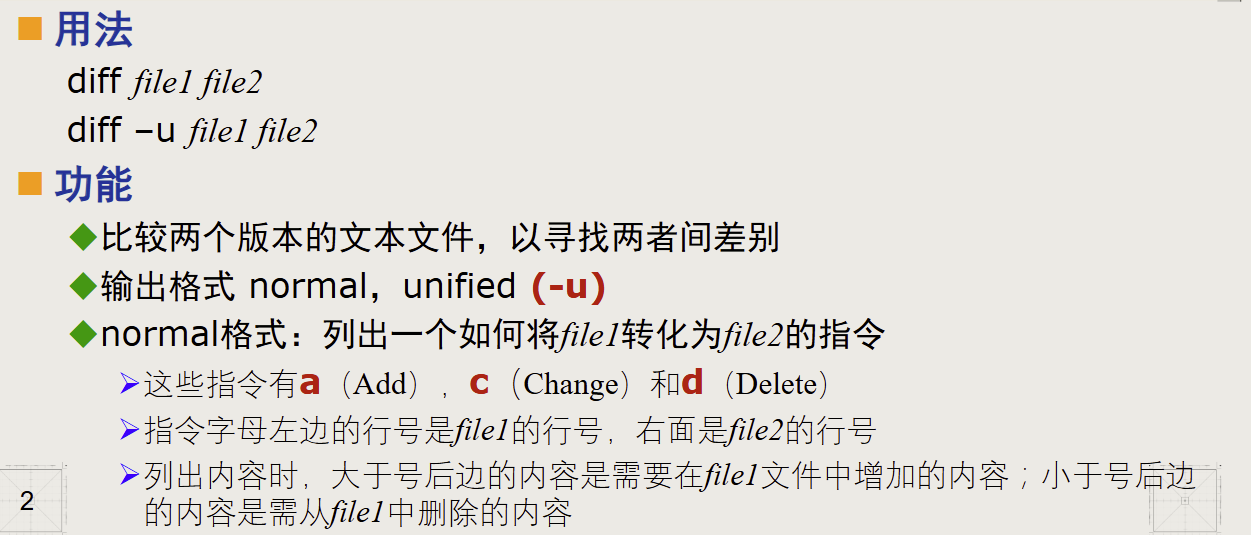 用法
diff file1 file2
diff –u file1 file2
功能
比较两个版本的文本文件，以寻找两者间差别
输出格式 normal，unified (-u)
normal格式：列出一个如何将file1转化为file2的指令
这些指令有a（Add），c（Change）和d（Delete）
指令字母左边的行号是file1的行号，右面是file2的行号
列出内容时，大于号后边的内容是需要在file1文件中增加的内容；小于号后边
的内容是需从file1中删除的内容
2